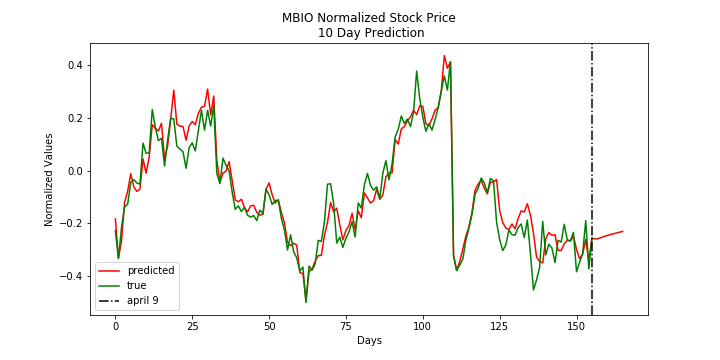 MBIO Normalized Stock Price
10 Day Prediction
Normalized Values
0.4
0.2
0.0
−0.2
−0.4
predicted
true
april 9
0 25 50 75 100 125 150
Days